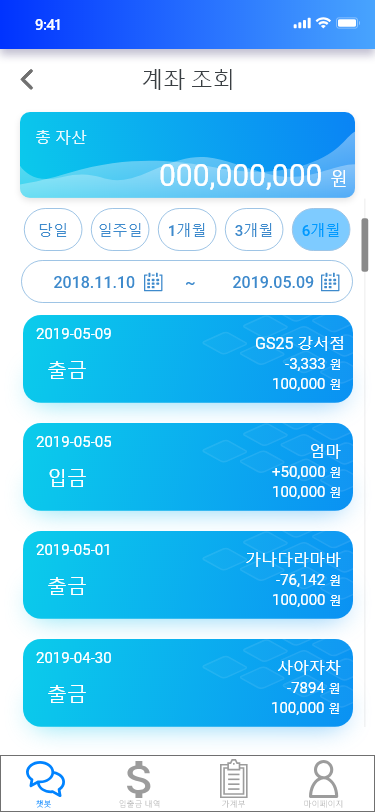 9:41
계좌 조회
총 자산
000,000,000 원
당일 일주일 1개월 3개월 6개월
2018.11.10 ~ 2019.05.09
2019-05-09
GS25 강서점
출금
-3,333 원
100,000 원
2019-05-05
엄마
입금
+50,000 원
100,000 원
2019-05-01
가나다라마바
출금
-76,142 원
100,000 원
2019-04-30
사아자차
출금
-7894 원
100,000 원
챗봇 입출금 내역 가계부 마이페이지